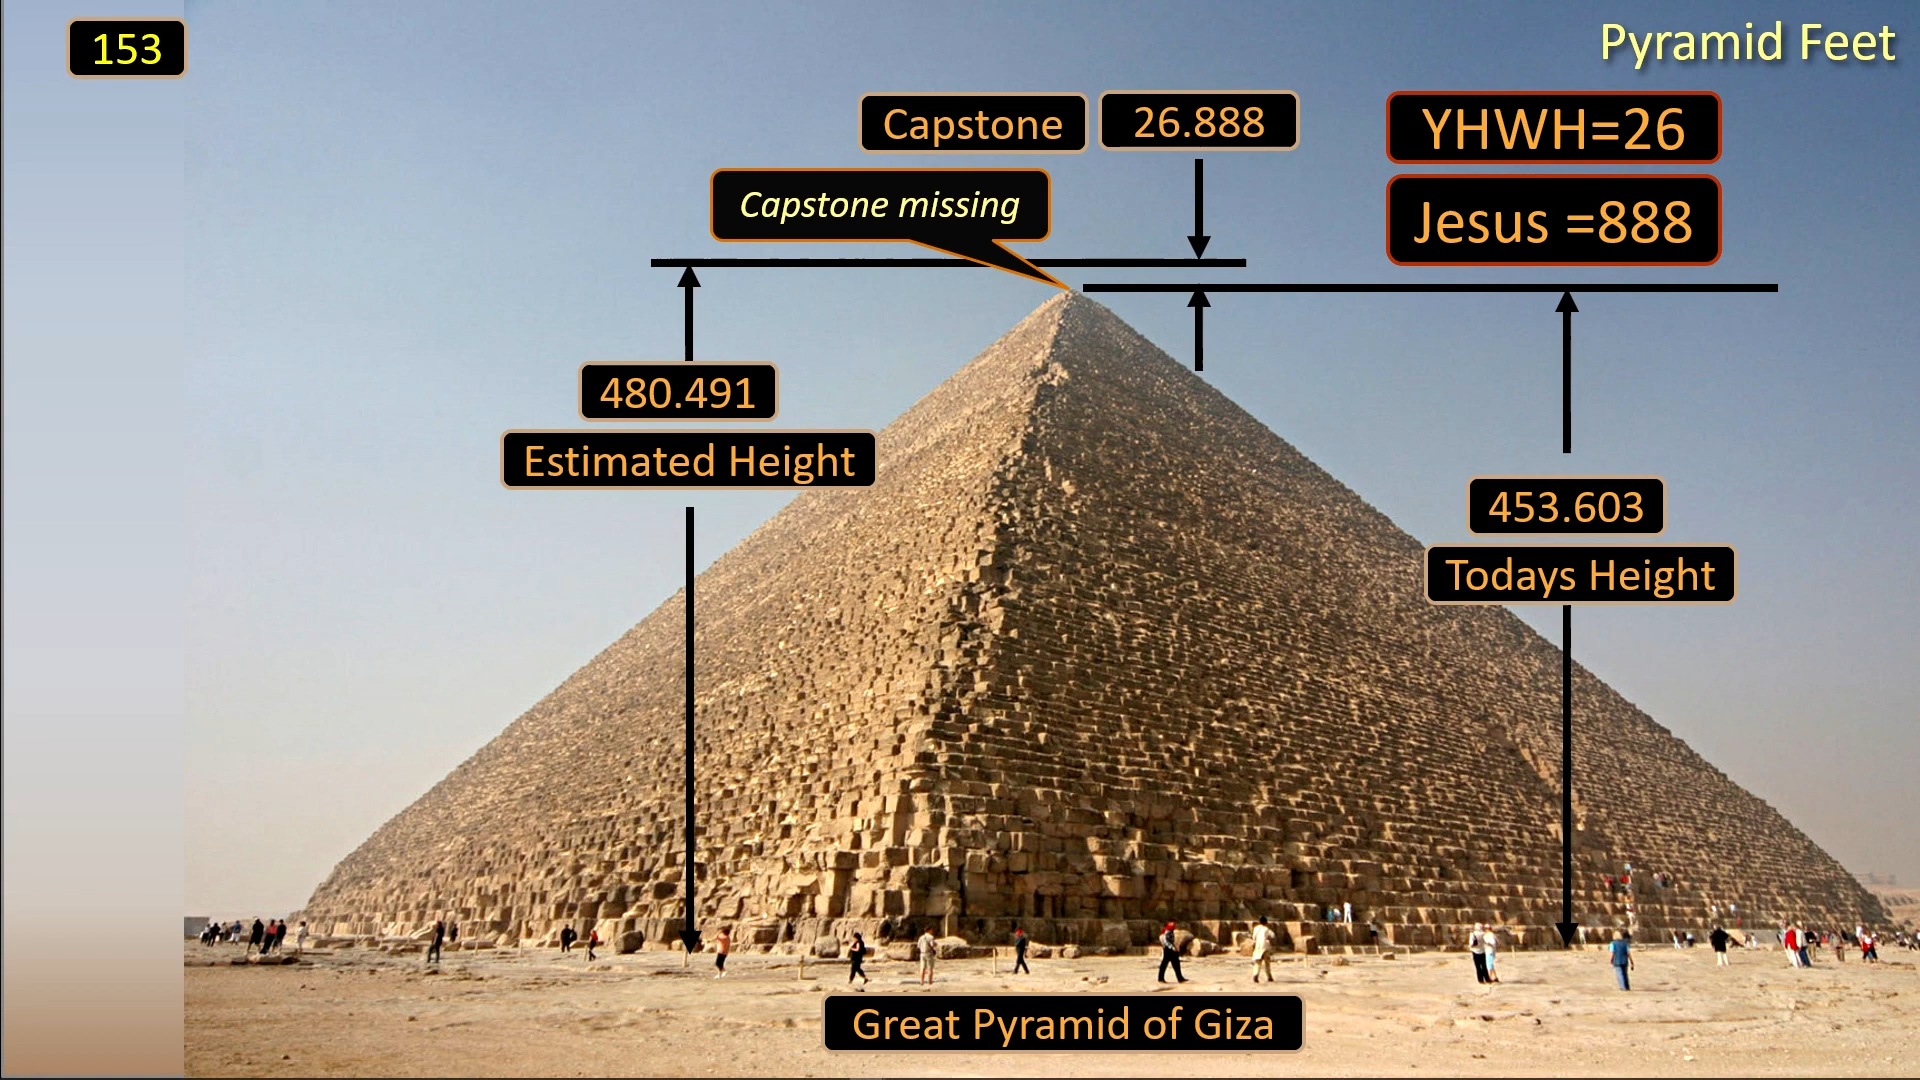 153
Pyramid Feet
Capstone
26.888
YHWH=26
Capstone missing
Jesus =888
480.491
Estimated Height
453.603
Todays Height
Great Pyramid of Giza